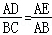 AD/BC = AE/AB